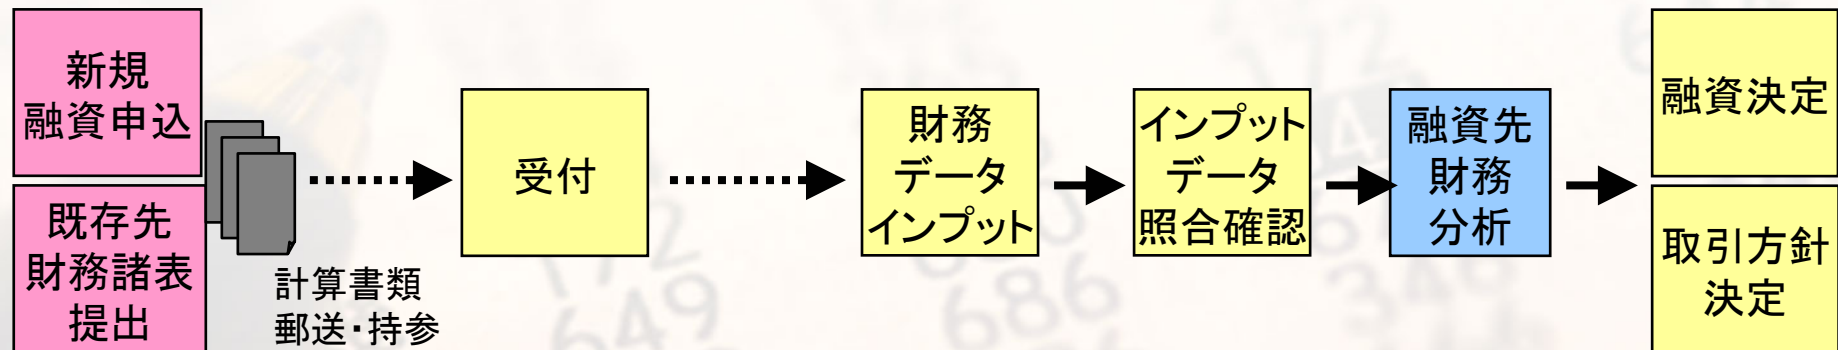 新規
融資申込
既存先
財務諸表
提出
計算書類
郵送・持参
受付
財務
データ
インプット
インプット
データ
照合確認
融資先
財務
分析
融資決定
取引方針
決定